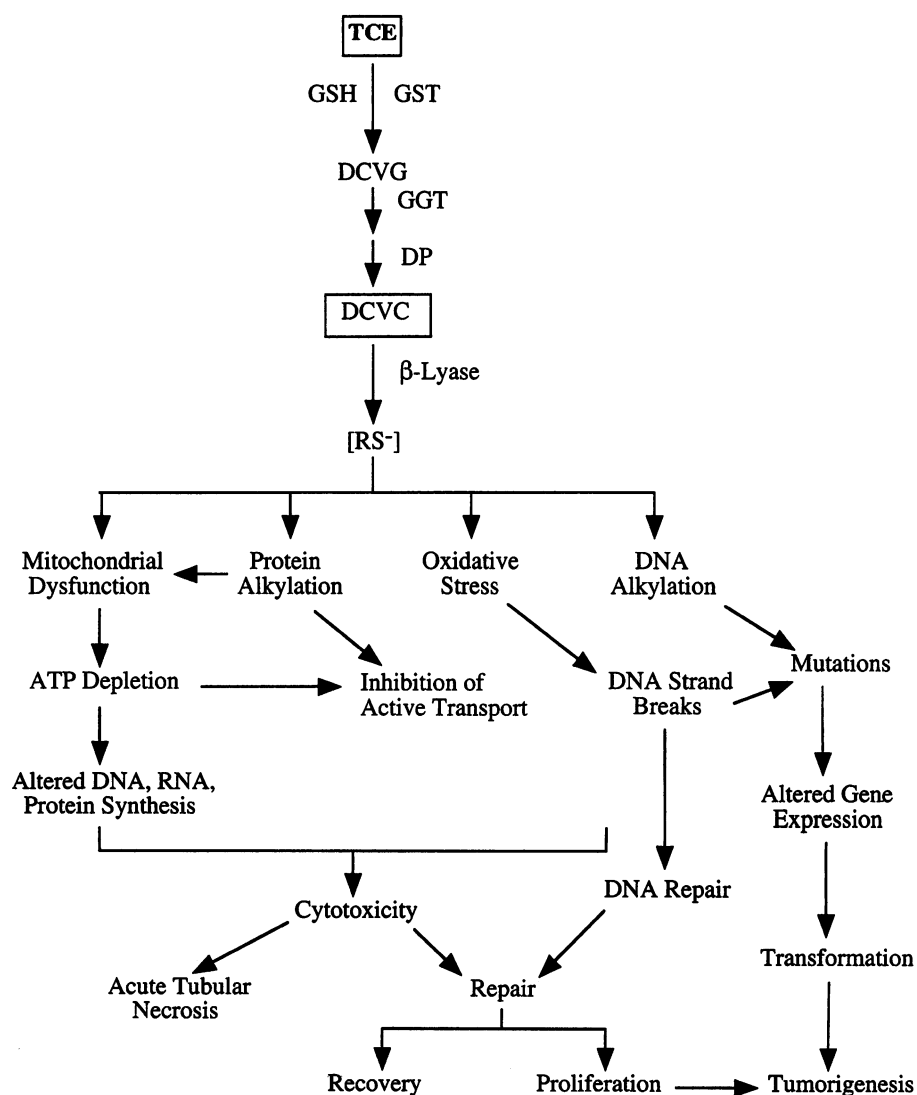 TCE
GSH GST
DCVG
GGT
DP
DCVC
β-Lyase
[RS⁻]
Mitochondrial
Dysfunction
Protein
Alkylation
Oxidative
Stress
DNA
Alkylation
ATP Depletion
Inhibition of
Active Transport
DNA Strand
Breaks
Mutations
Altered DNA, RNA,
Protein Synthesis
Altered Gene
Expression
Cytotoxicity
DNA Repair
Acute Tubular
Necrosis
Repair
Transformation
Recovery
Proliferation
Tumorigenesis